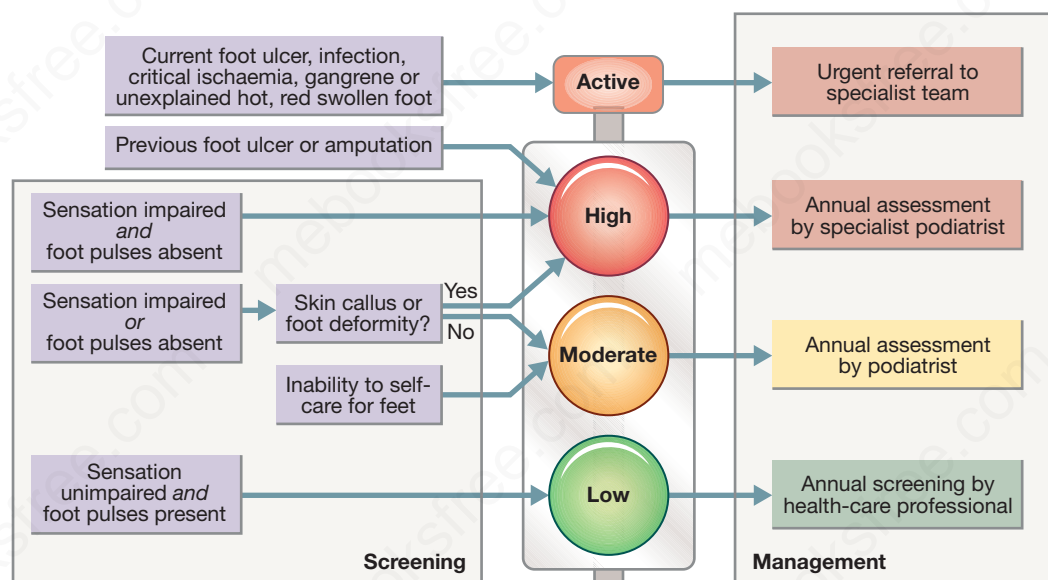 Current foot ulcer, infection,
critical ischaemia, gangrene or
unexplained hot, red swollen foot
Active
Urgent referral to
specialist team
Previous foot ulcer or amputation
Sensation impaired
and
foot pulses absent
High
Annual assessment
by specialist podiatrist
Sensation impaired
or
foot pulses absent
Skin callus or
foot deformity?
Yes
No
Moderate
Annual assessment
by podiatrist
Inability to self-
care for feet
Sensation
unimpaired and
foot pulses present
Low
Annual screening by
health-care professional
Screening
Management